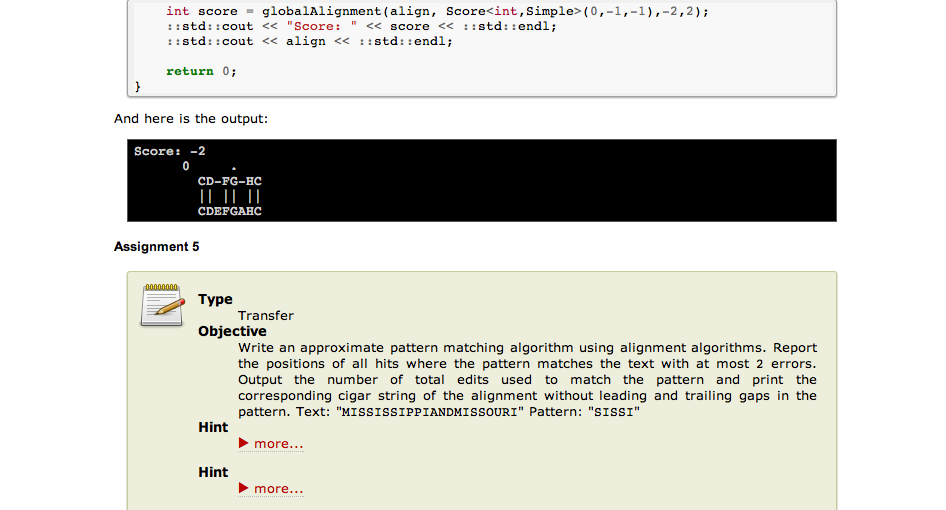 int score = globalAlignment(align, Score<int,Simple>(0,-1,-1),-2,2);
::std::cout << "Score: " << score << ::std::endl;
::std::cout << align << ::std::endl;
return 0;
}
And here is the output:
Score: -2
0     .
CD-FG-HC
|| || ||
CDEFGAHC
Assignment 5
Type
Transfer
Objective
Write an approximate pattern matching algorithm using alignment algorithms. Report
the positions of all hits where the pattern matches the text with at most 2 errors.
Output the number of total edits used to match the pattern and print the
corresponding cigar string of the alignment without leading and trailing gaps in the
pattern. Text: "MISSISSIPPIANDMISSOURI" Pattern: "SISSI"
Hint
▶ more...
Hint
▶ more...